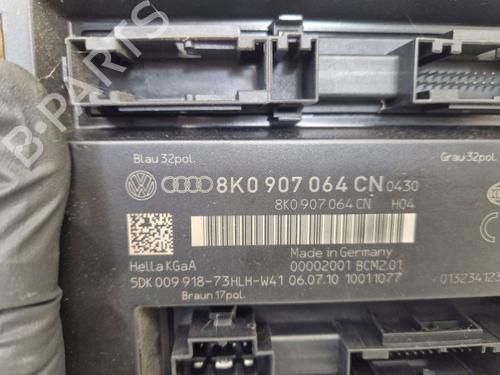 B-PARTS
Blau 32pol.
Grau 32pol.
8K0 907 064 CN 0430
8K0 907 064 CN H04
Made in Germany
Hella KGaA 00002001 BCM2.01
5DK 009 918-73HLH-W41 06.07.10 10011077
013234123
Braun 17pol.